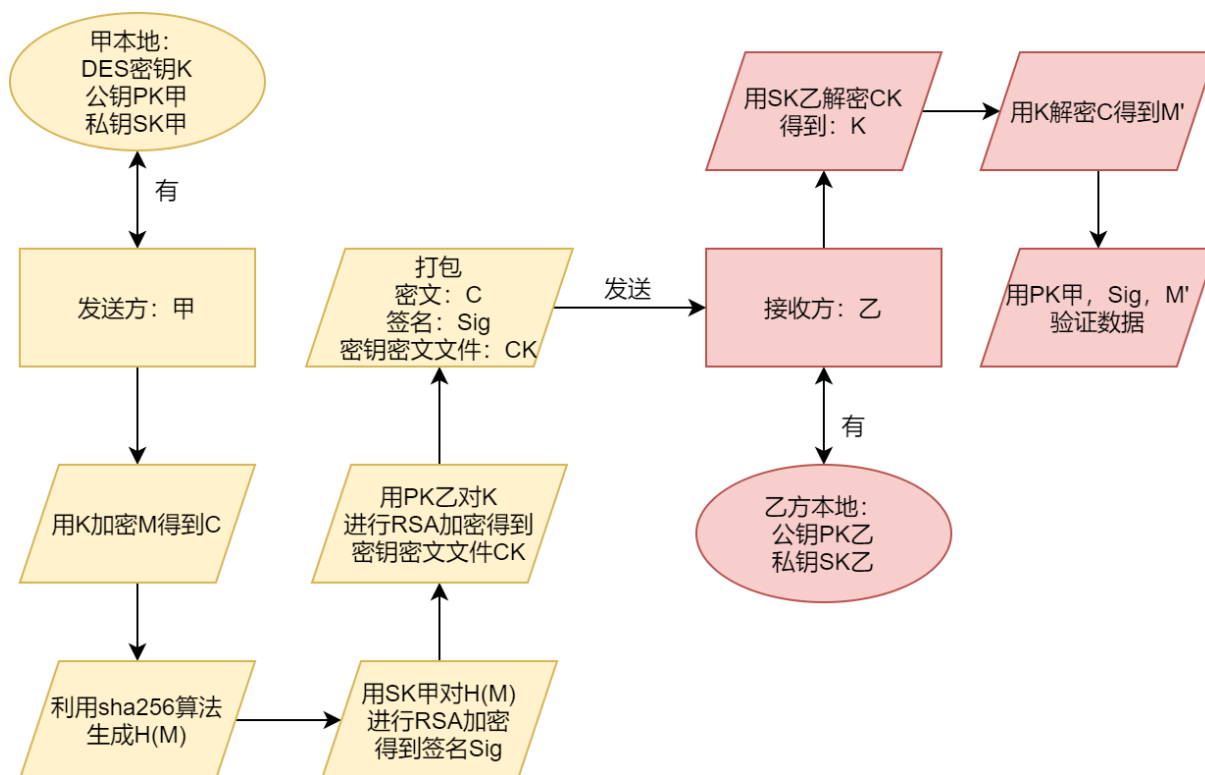 甲本地：
DES密钥K
公钥PK甲
私钥SK甲
有
发送方：甲
用K加密M得到C
利用sha256算法
生成H(M)
用SK甲对H(M)
进行RSA加密
得到签名Sig
用PK乙对K
进行RSA加密得到
密钥密文文件CK
打包
密文：C
签名：Sig
密钥密文文件：CK
发送
接收方：乙
有
乙方本地：
公钥PK乙
私钥SK乙
用SK乙解密CK
得到：K
用K解密C得到M'
用PK甲，Sig，M'
验证数据